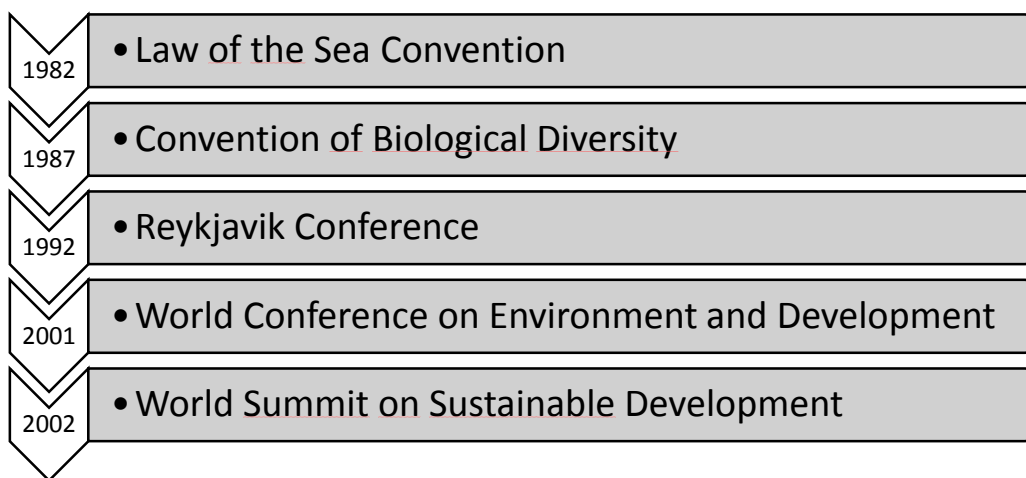 1982 • Law of the Sea Convention
1987 • Convention of Biological Diversity
1992 • Reykjavik Conference
2001 • World Conference on Environment and Development
2002 • World Summit on Sustainable Development